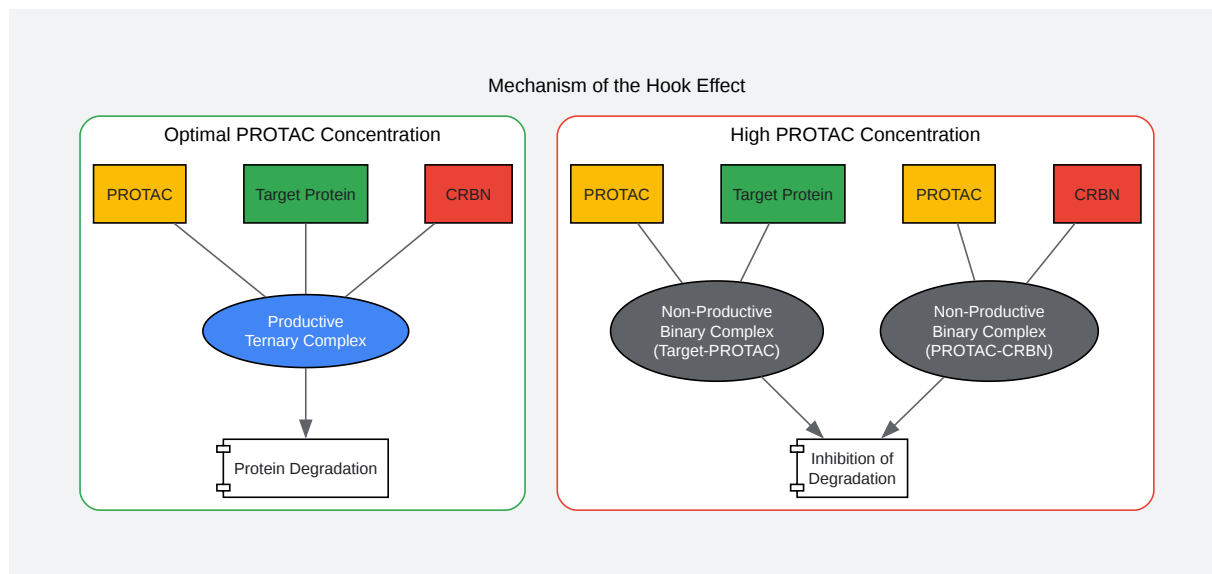 Mechanism of the Hook Effect
Optimal PROTAC Concentration
PROTAC
Target Protein
CRBN
Productive
Ternary Complex
Protein Degradation
High PROTAC Concentration
PROTAC
Target Protein
PROTAC
CRBN
Non-Productive
Binary Complex
(Target-PROTAC)
Non-Productive
Binary Complex
(PROTAC-CRBN)
Inhibition of
Degradation